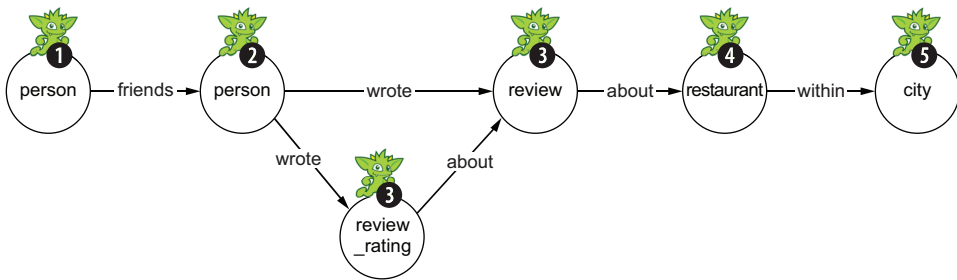 1
2
3
4
5
person friends person wrote review about restaurant within city
wrote
about
3
review
_rating